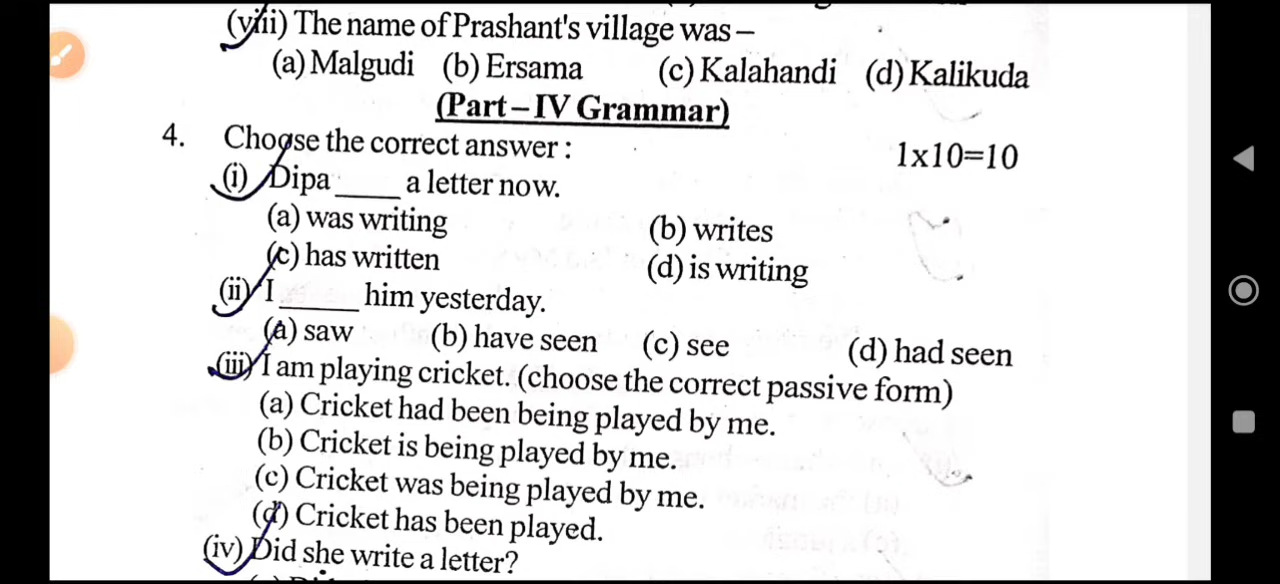 (viii) The name of Prashant's village was –
(a) Malgudi (b) Ersama (c) Kalahandi (d) Kalikuda
(Part – IV Grammar)
4. Choose the correct answer : 1x10=10
(i) Dipa ____ a letter now.
(a) was writing (b) writes
(c) has written (d) is writing
(ii) I _____ him yesterday.
(a) saw (b) have seen (c) see (d) had seen
(iii) I am playing cricket. (choose the correct passive form)
(a) Cricket had been being played by me.
(b) Cricket is being played by me.
(c) Cricket was being played by me.
(d) Cricket has been played.
(iv) Did she write a letter?